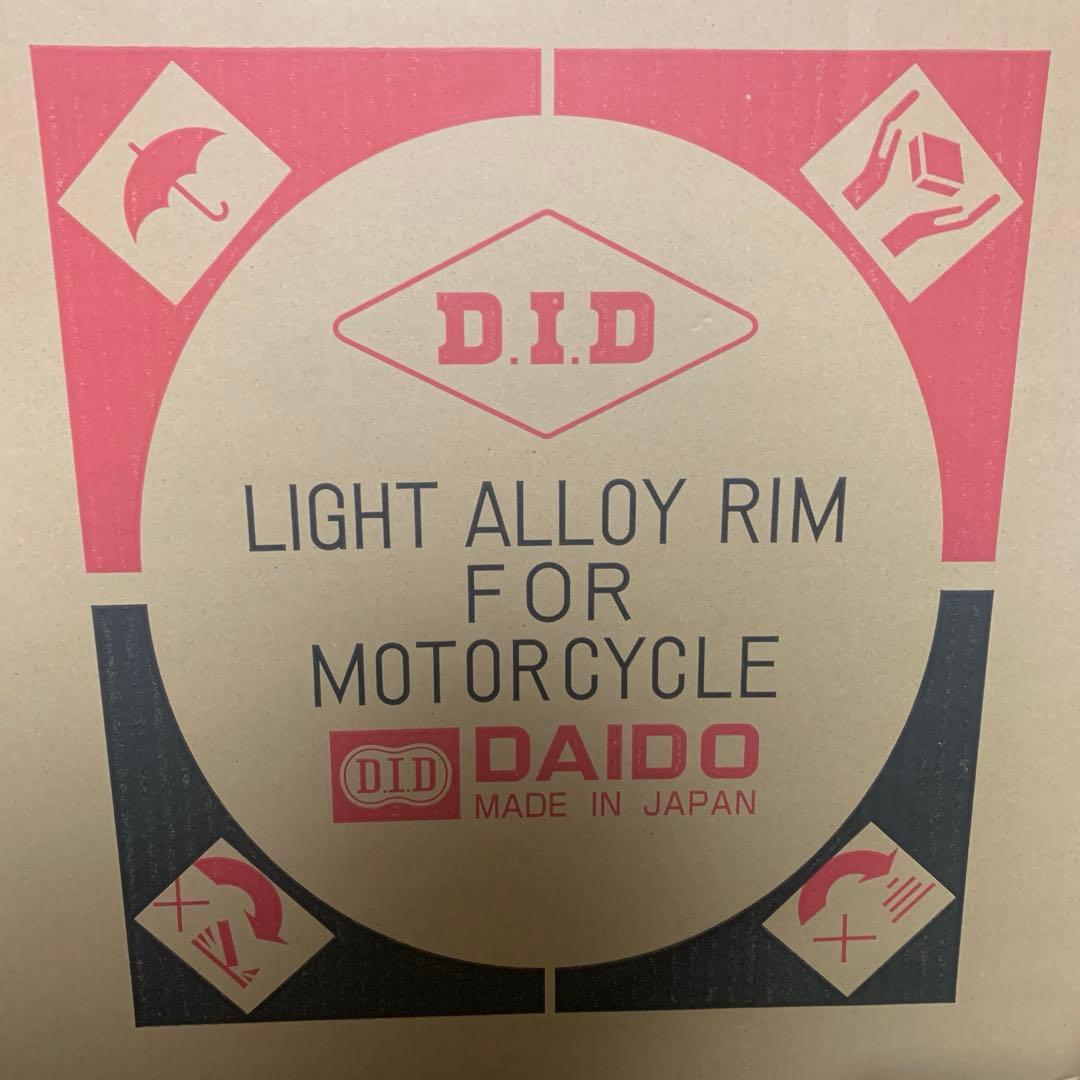 D.I.D
LIGHT ALLOY RIM
FOR
MOTORCYCLE
D.I.D DAIDO
MADE IN JAPAN